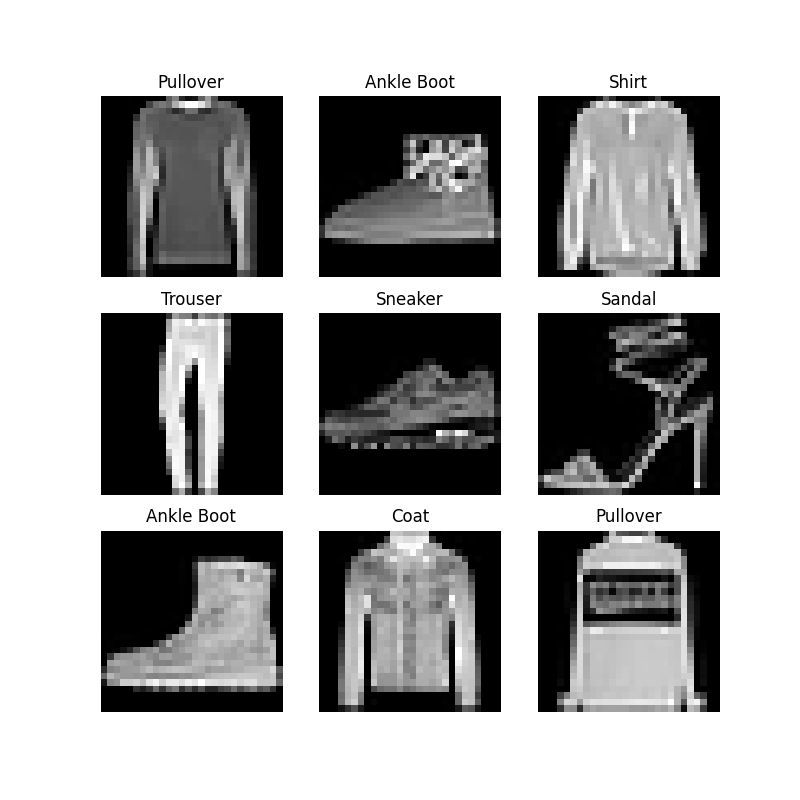 Pullover
Ankle Boot
Shirt
Trouser
Sneaker
Sandal
Ankle Boot
Coat
Pullover